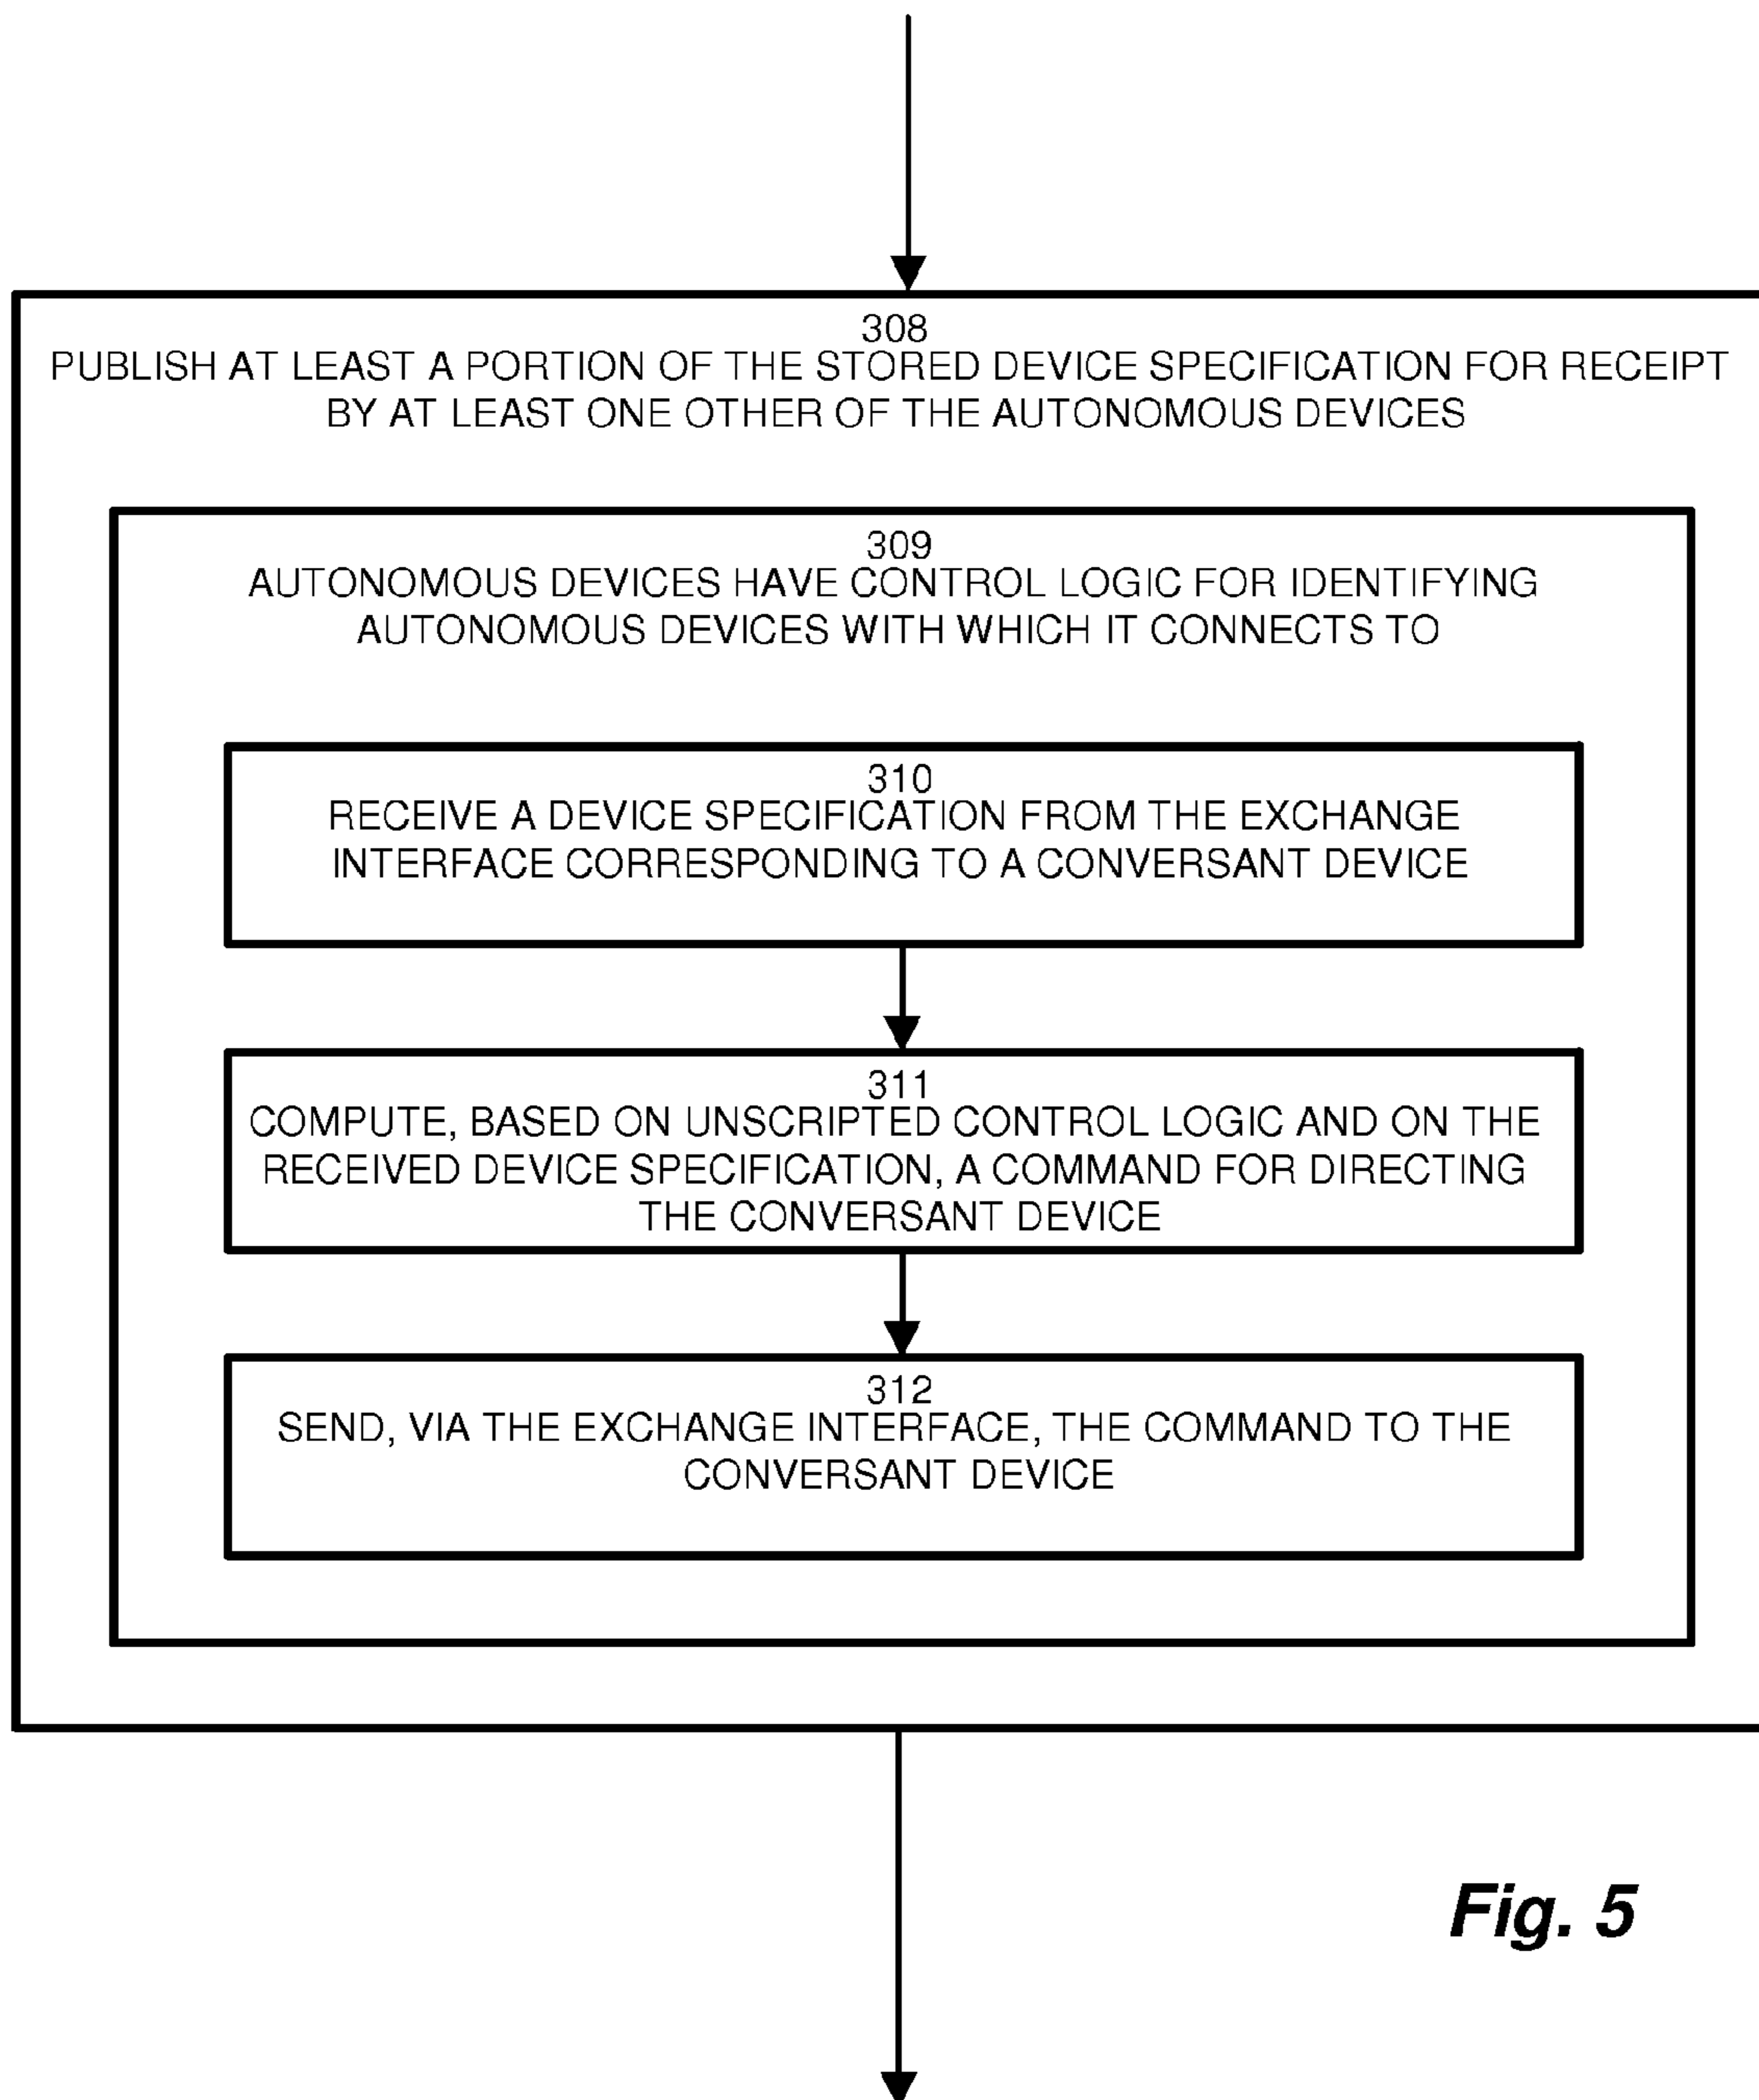 308
PUBLISH AT LEAST A PORTION OF THE STORED DEVICE SPECIFICATION FOR RECEIPT
BY AT LEAST ONE OTHER OF THE AUTONOMOUS DEVICES
309
AUTONOMOUS DEVICES HAVE CONTROL LOGIC FOR IDENTIFYING
AUTONOMOUS DEVICES WITH WHICH IT CONNECTS TO
310
RECEIVE A DEVICE SPECIFICATION FROM THE EXCHANGE
INTERFACE CORRESPONDING TO A CONVERSANT DEVICE
311
COMPUTE, BASED ON UNSCRIPTED CONTROL LOGIC AND ON THE
RECEIVED DEVICE SPECIFICATION, A COMMAND FOR DIRECTING
THE CONVERSANT DEVICE
312
SEND, VIA THE EXCHANGE INTERFACE, THE COMMAND TO THE
CONVERSANT DEVICE
Fig. 5